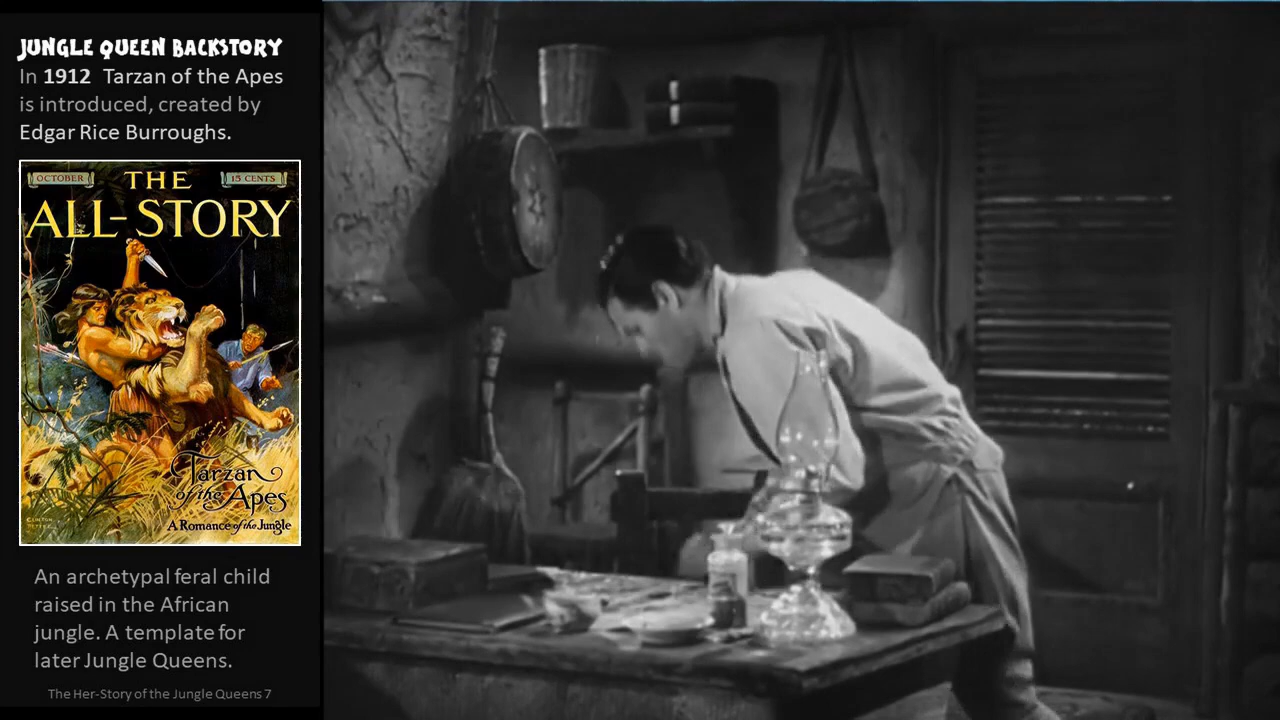 JUNGLE QUEEN BACKSTORY
In 1912 Tarzan of the Apes
is introduced, created by
Edgar Rice Burroughs.
OCTOBER
THE
15 CENTS
ALL-STORY
Tarzan
of the Apes
A Romance of the Jungle
An archetypal feral child
raised in the African
jungle. A template for
later Jungle Queens.
The Her-Story of the Jungle Queens 7